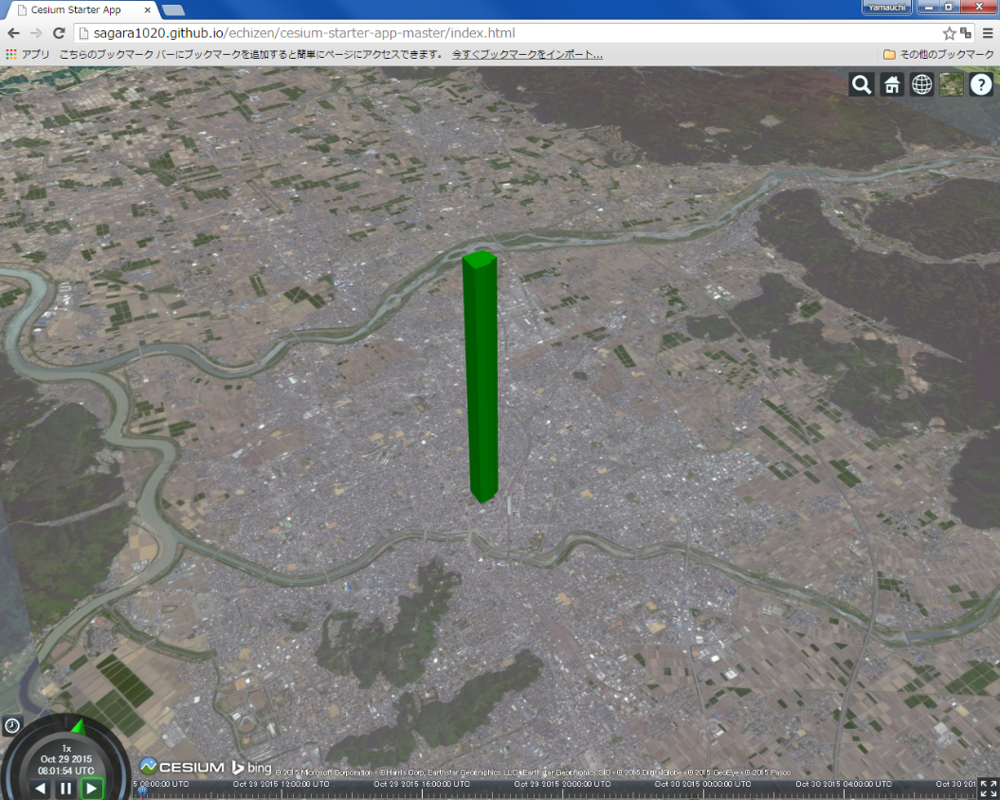 Cesium Starter App
Yamauchi
sagara1020.github.io/echizen/cesium-starter-app-master/index.html
アプリ こちらのブックマーク バーにブックマークを追加すると簡単にページにアクセスできます。 今すぐブックマークをインポート... その他のブックマーク
?
1x
Oct 29 2015
08:01:54 UTC
CESIUM bing © 2015 Microsoft Corporation • © Harris Corp, Earthstar Geographics LLC • Earthstar Geographics SIO • © 2015 DigitalGlobe • © 2015 GeoEye • © 2015 Pasco
5 08:00:00 UTC Oct 29 2015 12:00:00 UTC Oct 29 2015 16:00:00 UTC Oct 29 2015 20:00:00 UTC Oct 30 2015 00:00:00 UTC Oct 30 2015 04:00:00 UTC Oct 30 201